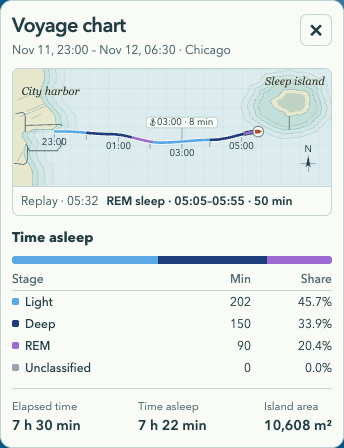 Voyage chart
Nov 11, 23:00 – Nov 12, 06:30 · Chicago
Sleep island
City harbor
03:00 · 8 min
23:00
01:00
03:00
05:00
N
Replay · 05:32 REM sleep · 05:05–05:55 · 50 min
Time asleep
Stage Min Share
Light 202 45.7%
Deep 150 33.9%
REM 90 20.4%
Unclassified 0 0.0%
Elapsed time Time asleep Island area
7 h 30 min 7 h 22 min 10,608 m²